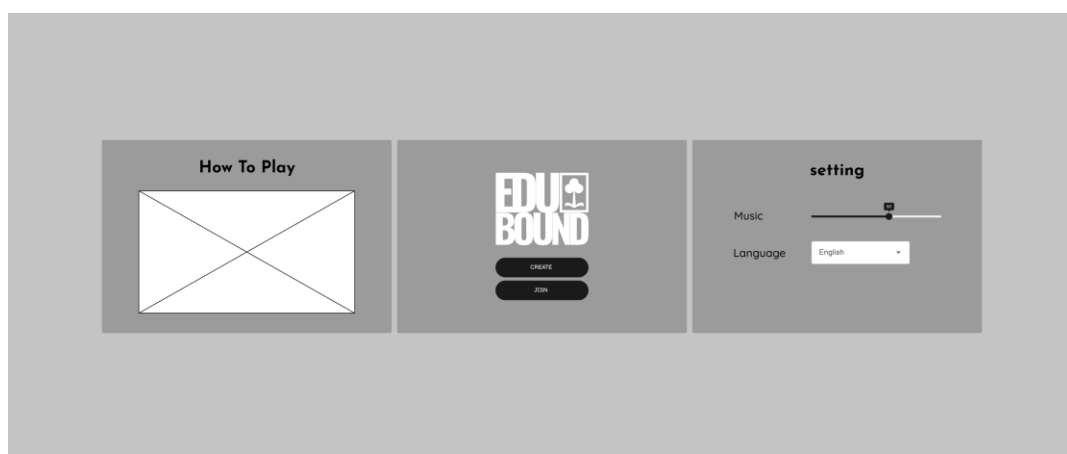 How To Play
EDU
BOUND
CREATE
JOIN
setting
Music
Language
English